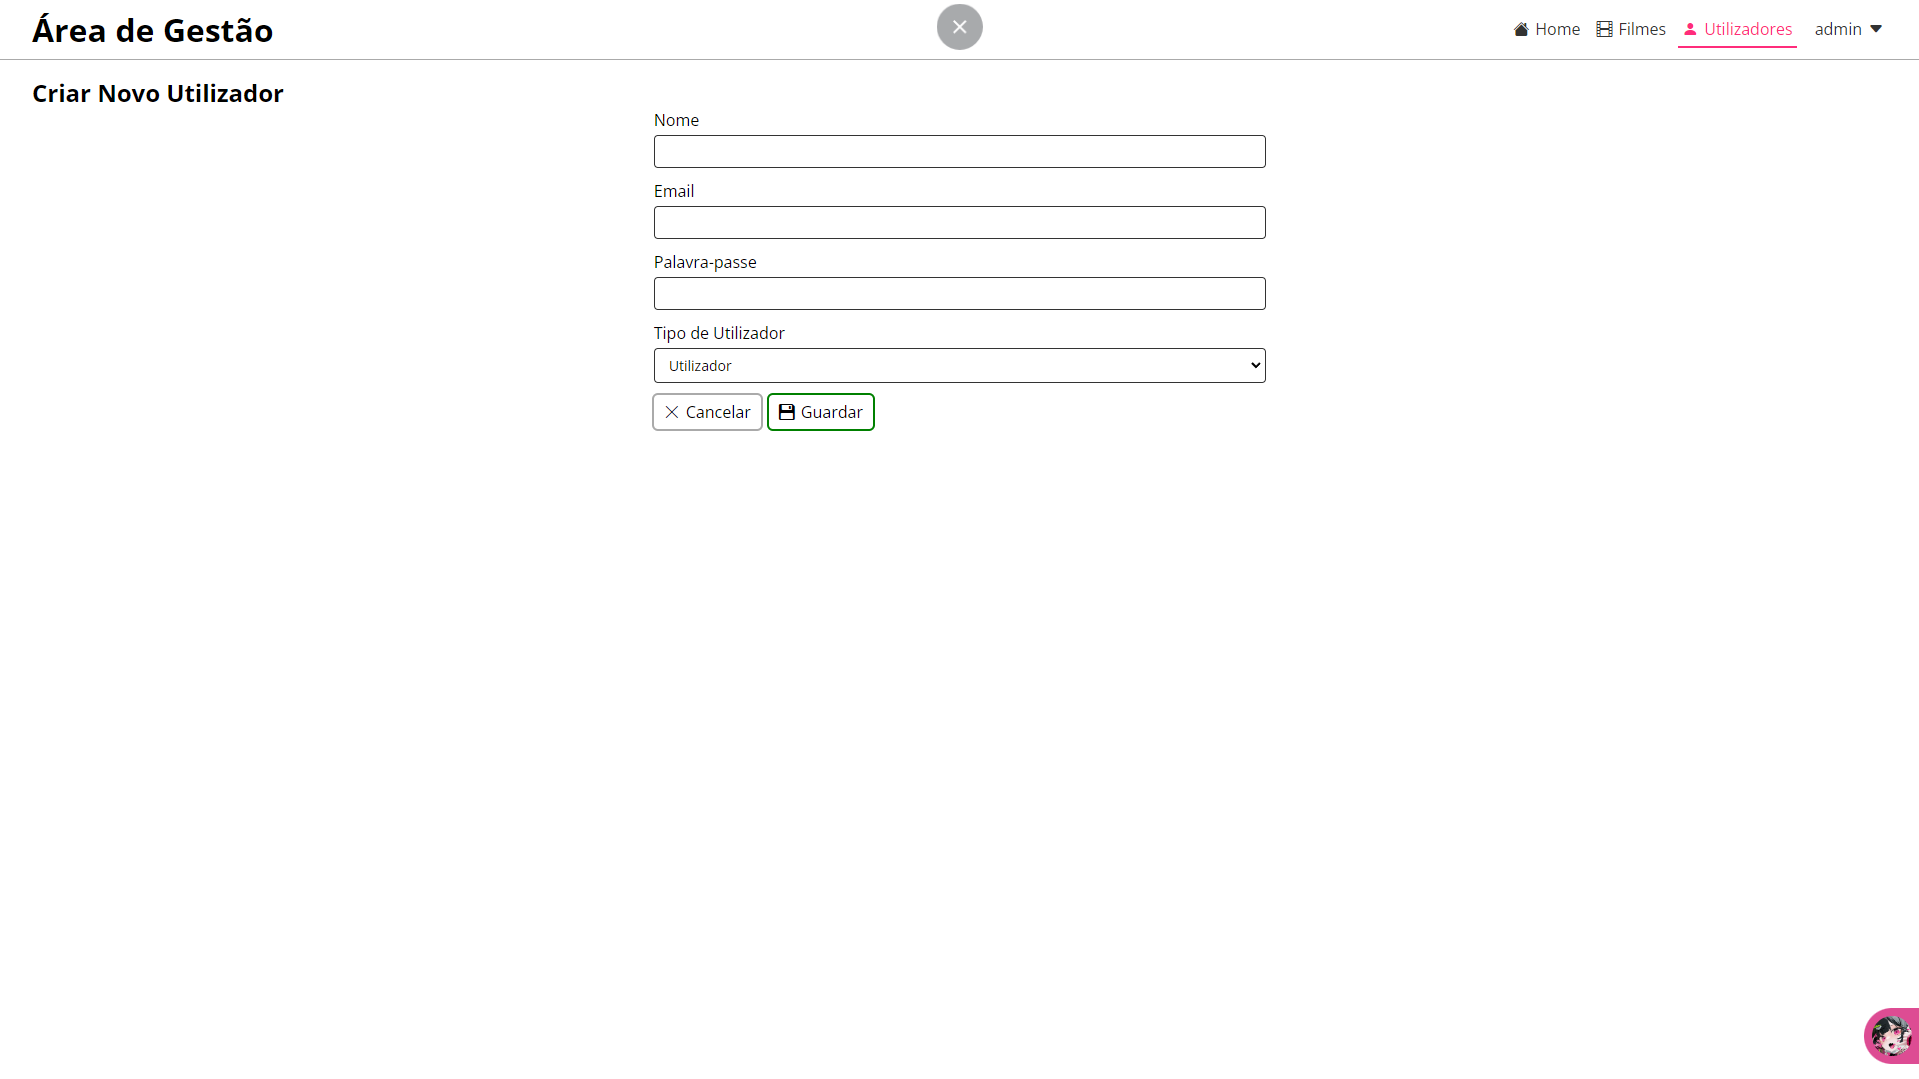 Área de Gestão
Home Filmes Utilizadores admin
Criar Novo Utilizador
Nome
Email
Palavra-passe
Tipo de Utilizador
Utilizador
Cancelar Guardar